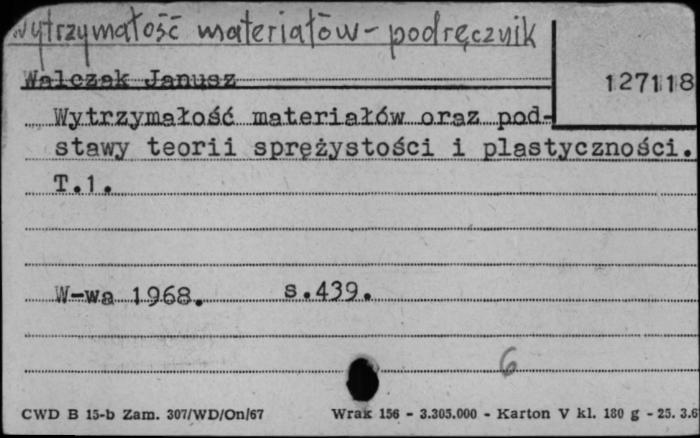 wytrzymałość materiałów - podręcznik
Walczak Janusz
127118
Wytrzymałość materiałów oraz pod-
stawy teorii sprężystości i plastyczności.
T.1.
W-wa 1968. s.439.
6
CWD B 15-b Zam. 307/WD/On/67 Wrak 156 - 3.305.000 - Karton V kl. 180 g - 25. 3.6